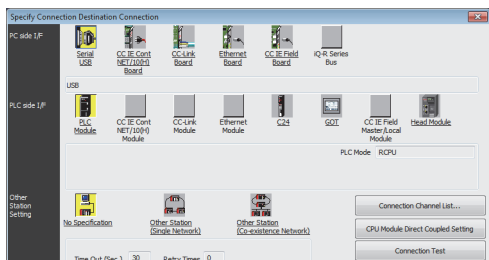 Specify Connection Destination Connection
PC side I/F
Serial USB
CC IE Cont NET/10(H) Board
CC-Link Board
Ethernet Board
CC IE Field Board
iQ-R Series Bus
USB
PLC side I/F
PLC Module
CC IE Cont NET/10(H) Module
CC-Link Module
Ethernet Module
C24
GOT
CC IE Field Master/Local Module
Head Module
PLC Mode RCPU
Other Station Setting
No Specification
Other Station (Single Network)
Other Station (Co-existence Network)
Connection Channel List...
CPU Module Direct Coupled Setting
Connection Test
Time Out (Sec.) 30 Retry Times 0